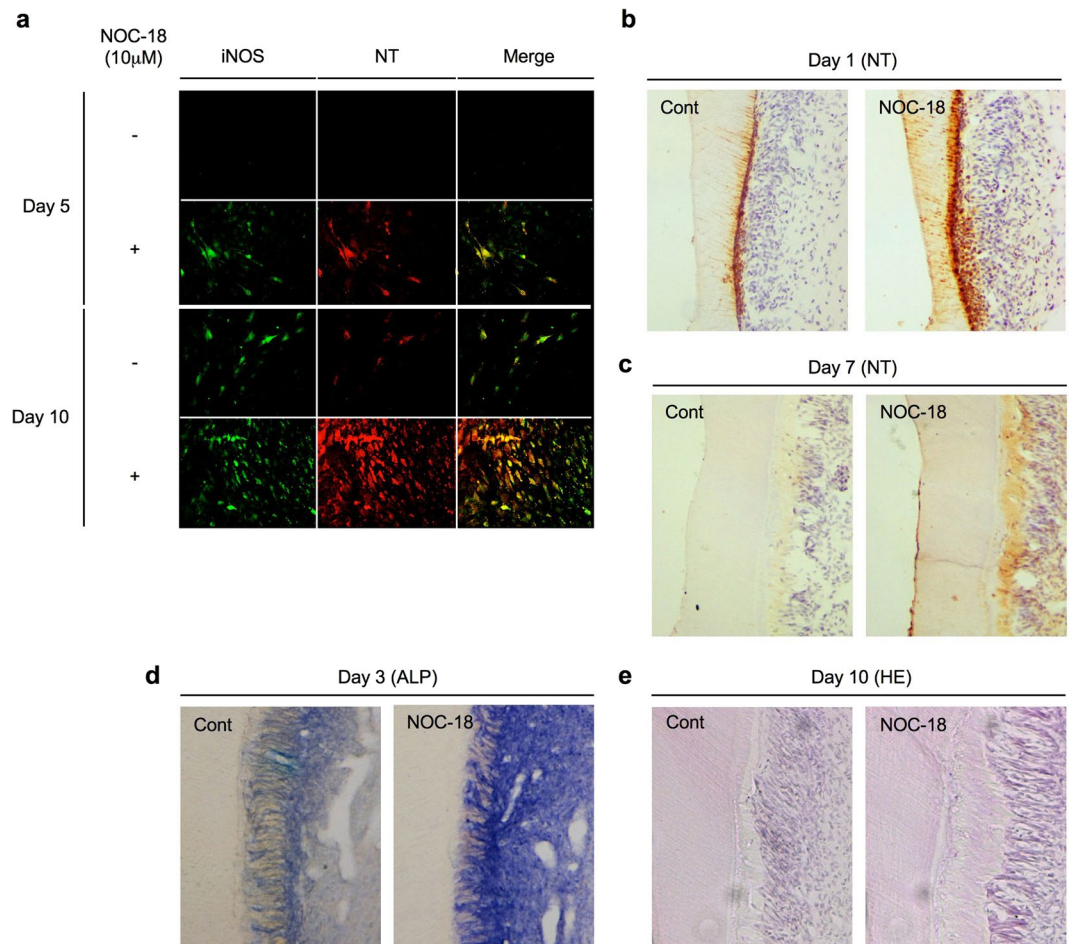 a
NOC-18
(10μM)
iNOS
NT
Merge
Day 5
-
+
Day 10
-
+
b
Day 1 (NT)
Cont
NOC-18
c
Day 7 (NT)
Cont
NOC-18
d
Day 3 (ALP)
Cont
NOC-18
e
Day 10 (HE)
Cont
NOC-18